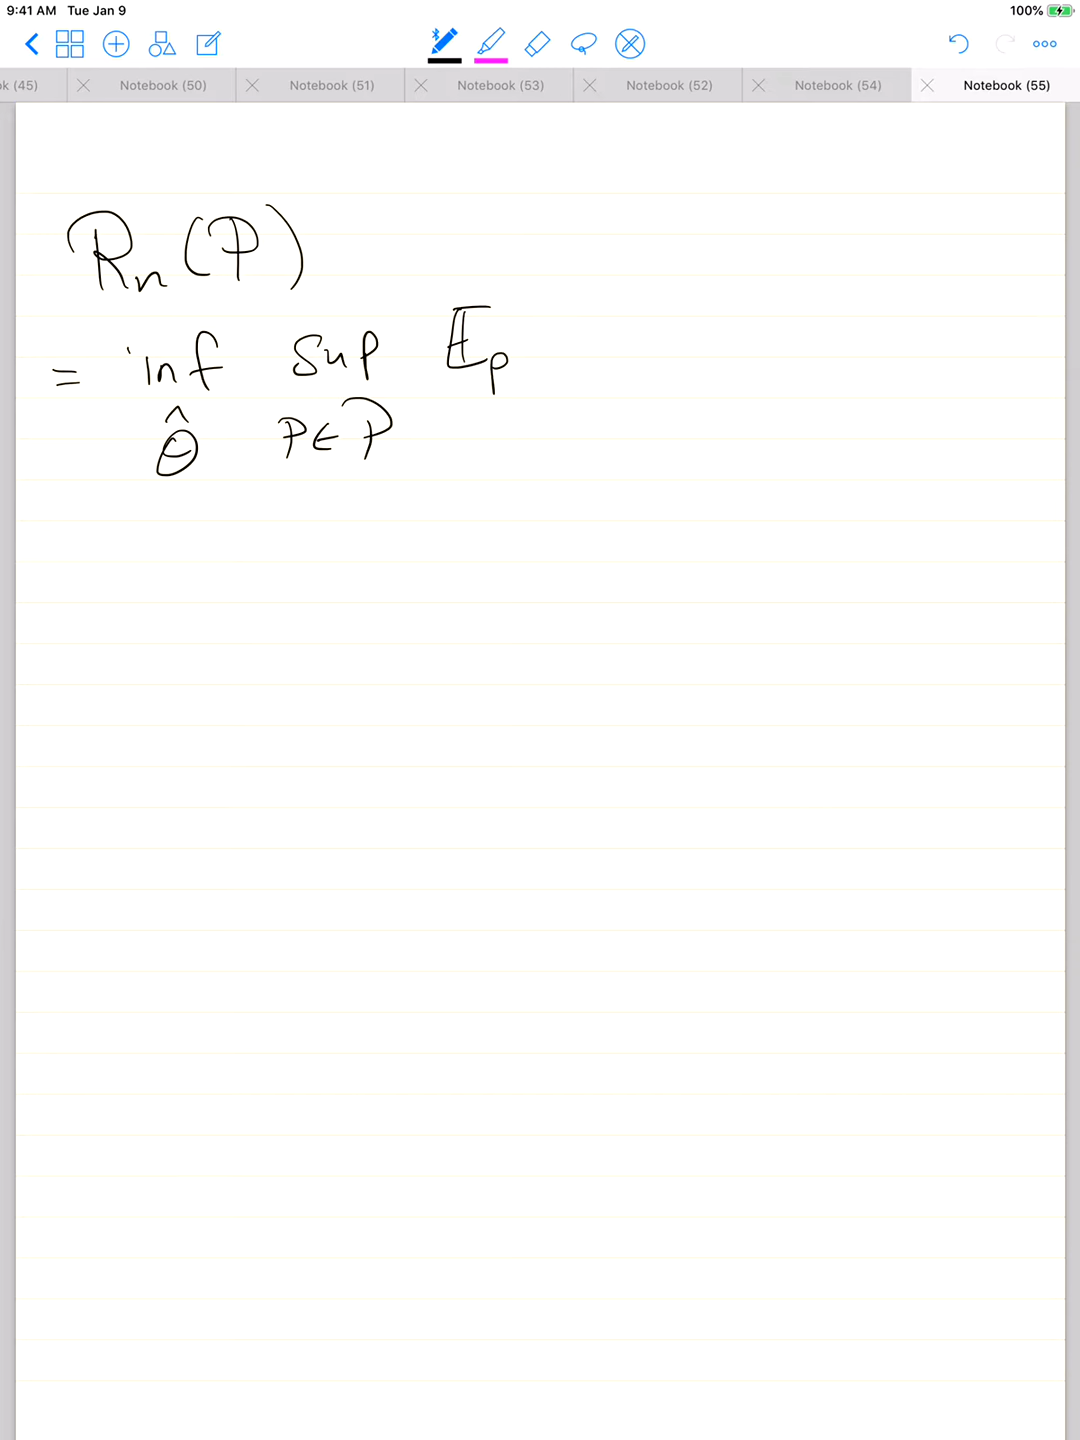 9:41 AM Tue Jan 9 100%
k (45) Notebook (50) Notebook (51) Notebook (53) Notebook (52) Notebook (54) Notebook (55)
Rn (P)
= inf sup 𝔼p
θ̂ P∈P